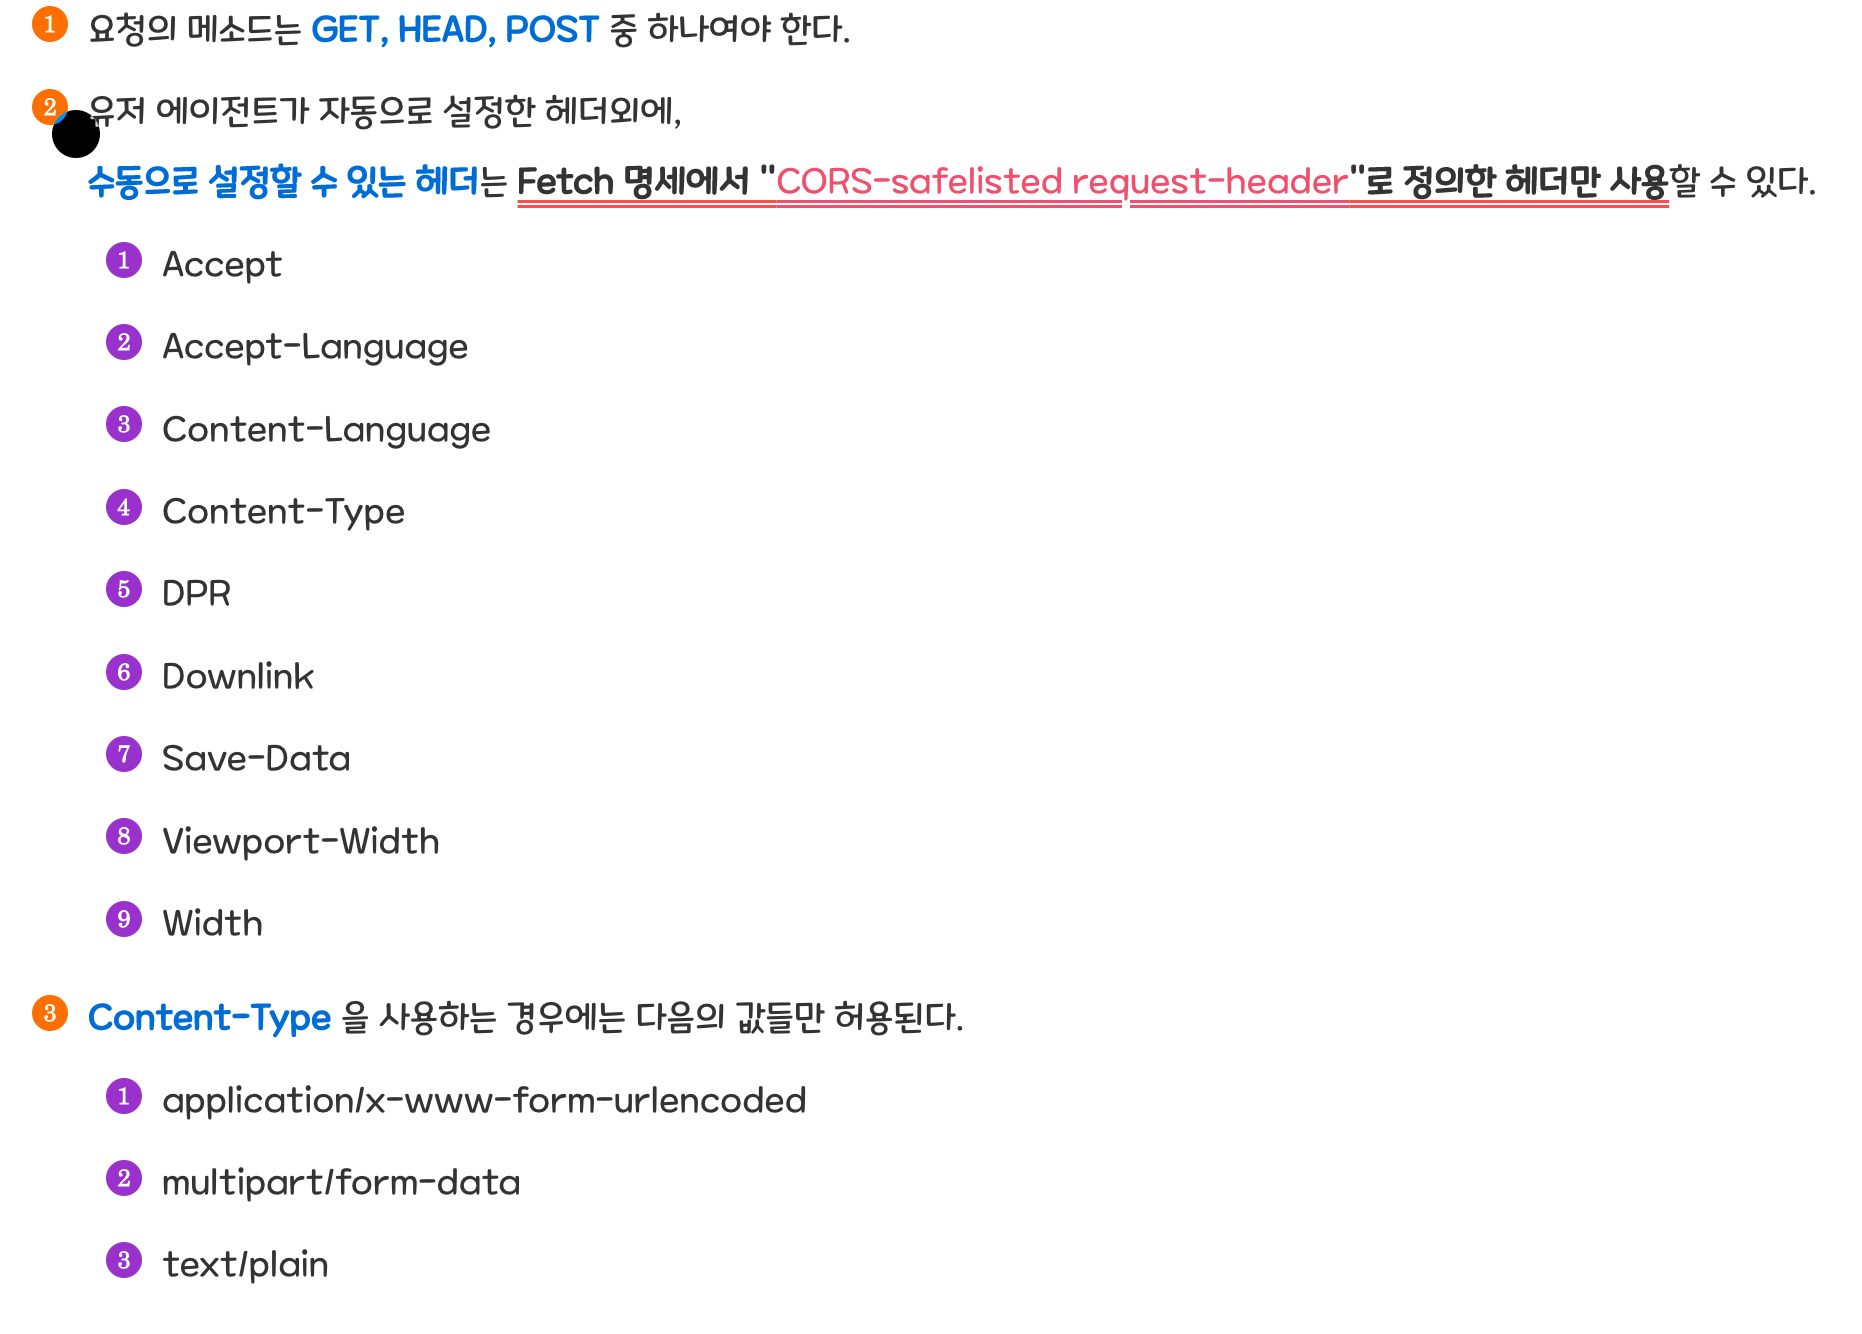 1 요청의 메소드는 GET, HEAD, POST 중 하나여야 한다.
2 유저 에이전트가 자동으로 설정한 헤더외에,
수동으로 설정할 수 있는 헤더는 Fetch 명세에서 "CORS-safelisted request-header"로 정의한 헤더만 사용할 수 있다.
1 Accept
2 Accept-Language
3 Content-Language
4 Content-Type
5 DPR
6 Downlink
7 Save-Data
8 Viewport-Width
9 Width
3 Content-Type 을 사용하는 경우에는 다음의 값들만 허용된다.
1 application/x-www-form-urlencoded
2 multipart/form-data
3 text/plain